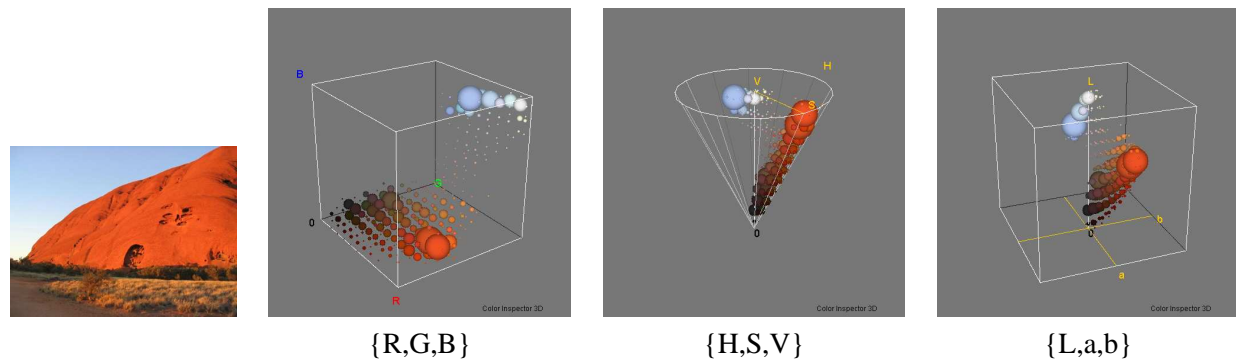 B
G
0
R
Color Inspector 3D
H
V
S
0
Color Inspector 3D
L
b
0
a
Color Inspector 3D
{R,G,B}
{H,S,V}
{L,a,b}